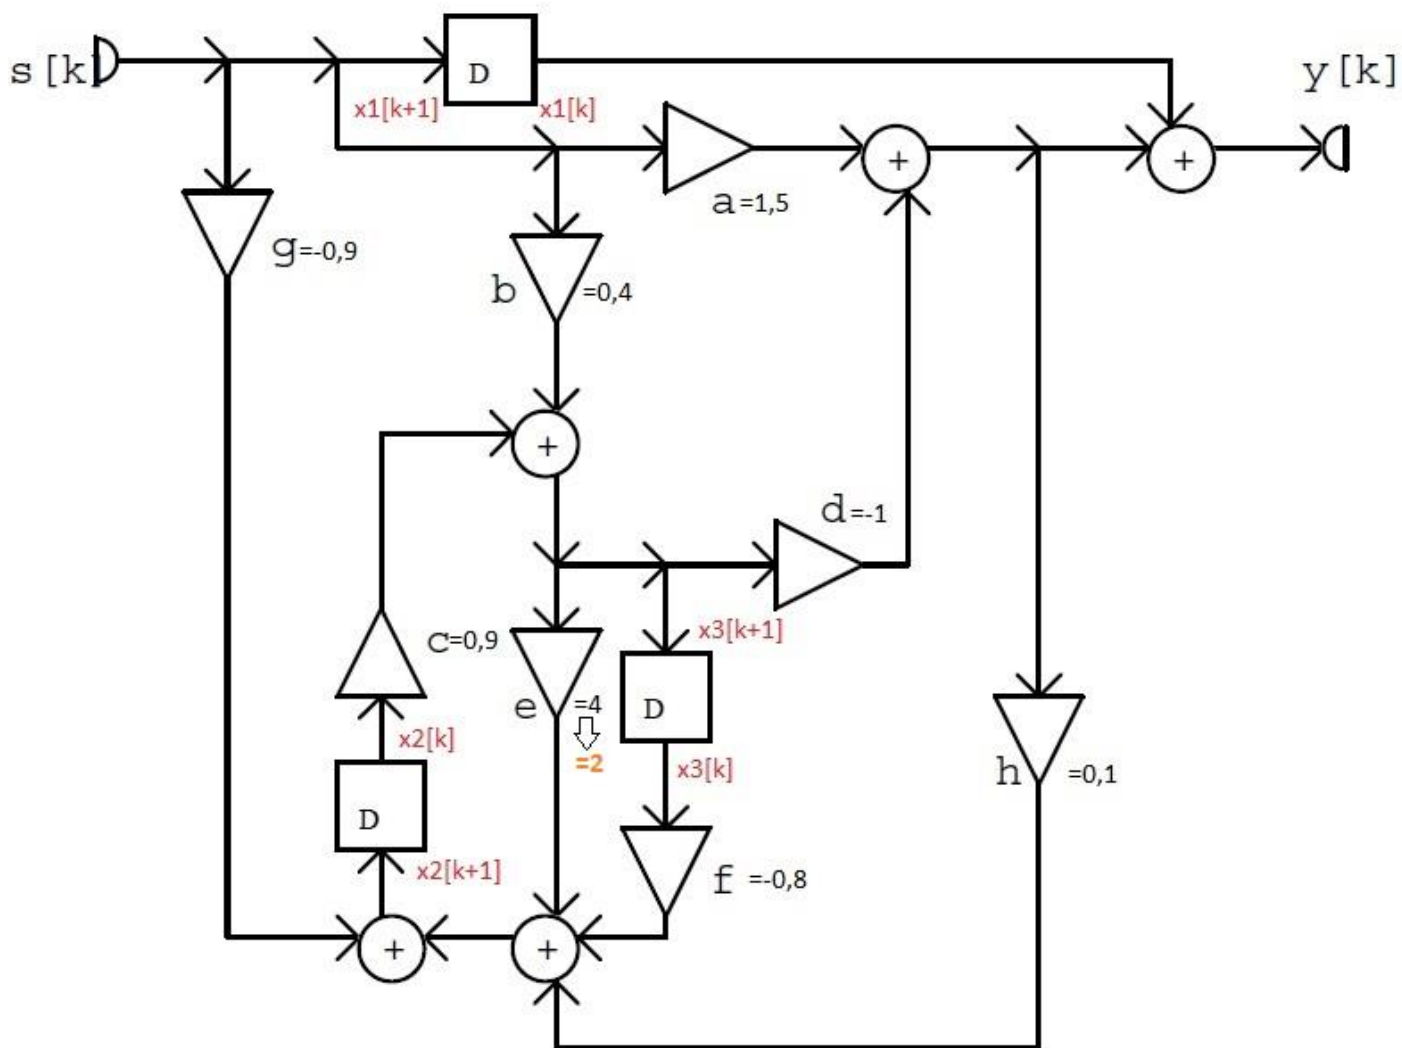 s[k]
D
y[k]
x1[k+1]
x1[k]
+
+
a=1,5
g=-0,9
b =0,4
+
d=-1
c=0,9
x3[k+1]
e =4
D
=2
x2[k]
x3[k]
h =0,1
D
x2[k+1]
f =-0,8
+
+